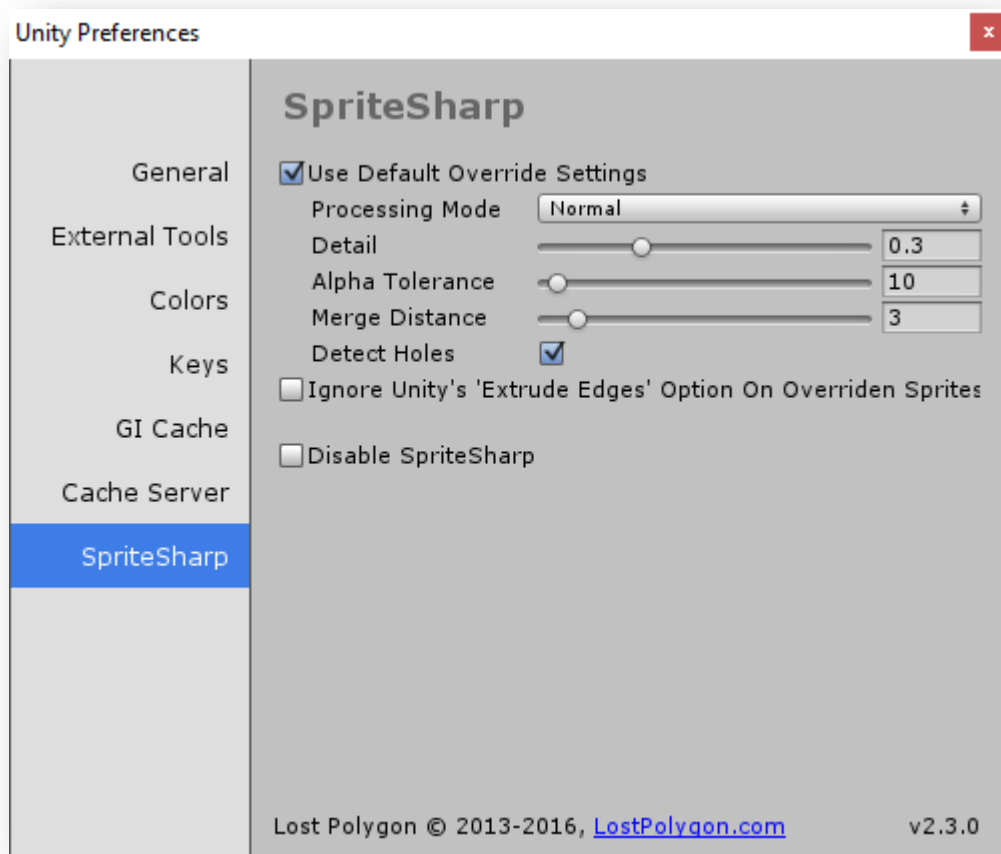 Unity Preferences
x
General
External Tools
Colors
Keys
GI Cache
Cache Server
SpriteSharp
SpriteSharp
Use Default Override Settings
Processing Mode Normal
Detail 0.3
Alpha Tolerance 10
Merge Distance 3
Detect Holes
Ignore Unity's 'Extrude Edges' Option On Overriden Sprites
Disable SpriteSharp
Lost Polygon © 2013-2016, LostPolygon.com v2.3.0